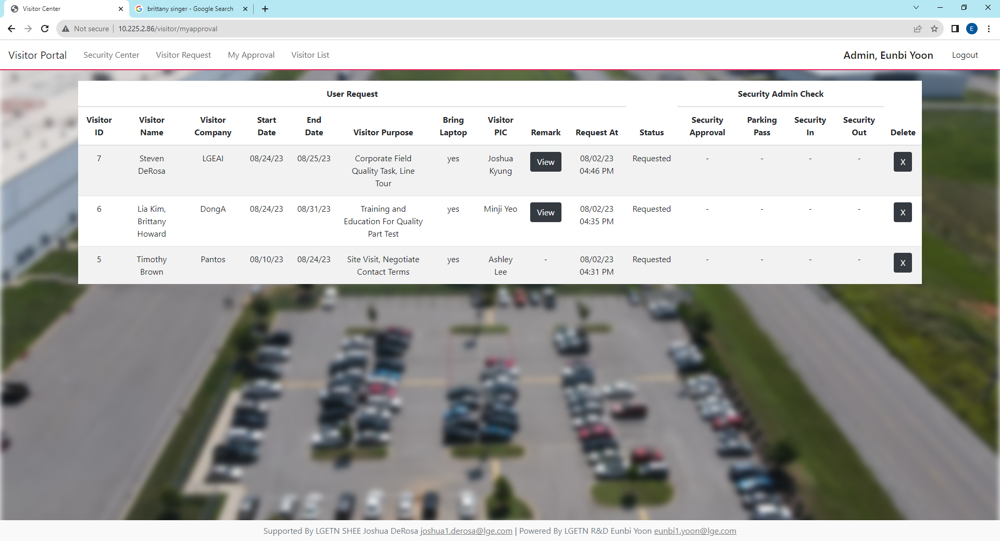 Visitor Center
brittany singer - Google Search
Not secure
10.225.2.86/visitor/myapproval
E
Visitor Portal Security Center Visitor Request My Approval Visitor List Admin, Eunbi Yoon Logout
User Request Security Admin Check
Visitor ID Visitor Name Visitor Company Start Date End Date Visitor Purpose Bring Laptop Visitor PIC Remark Request At Status Security Approval Parking Pass Security In Security Out Delete
7 Steven DeRosa LGEAI 08/24/23 08/25/23 Corporate Field Quality Task, Line Tour yes Joshua Kyung View 08/02/23 04:46 PM Requested - - - - X
6 Lia Kim, Brittany Howard DongA 08/24/23 08/31/23 Training and Education For Quality Part Test yes Minji Yeo View 08/02/23 04:35 PM Requested - - - - X
5 Timothy Brown Pantos 08/10/23 08/24/23 Site Visit, Negotiate Contact Terms yes Ashley Lee - 08/02/23 04:31 PM Requested - - - - X
Supported By LGETN SHEE Joshua DeRosa joshua1.derosa@lge.com | Powered By LGETN R&D Eunbi Yoon eunbi1.yoon@lge.com